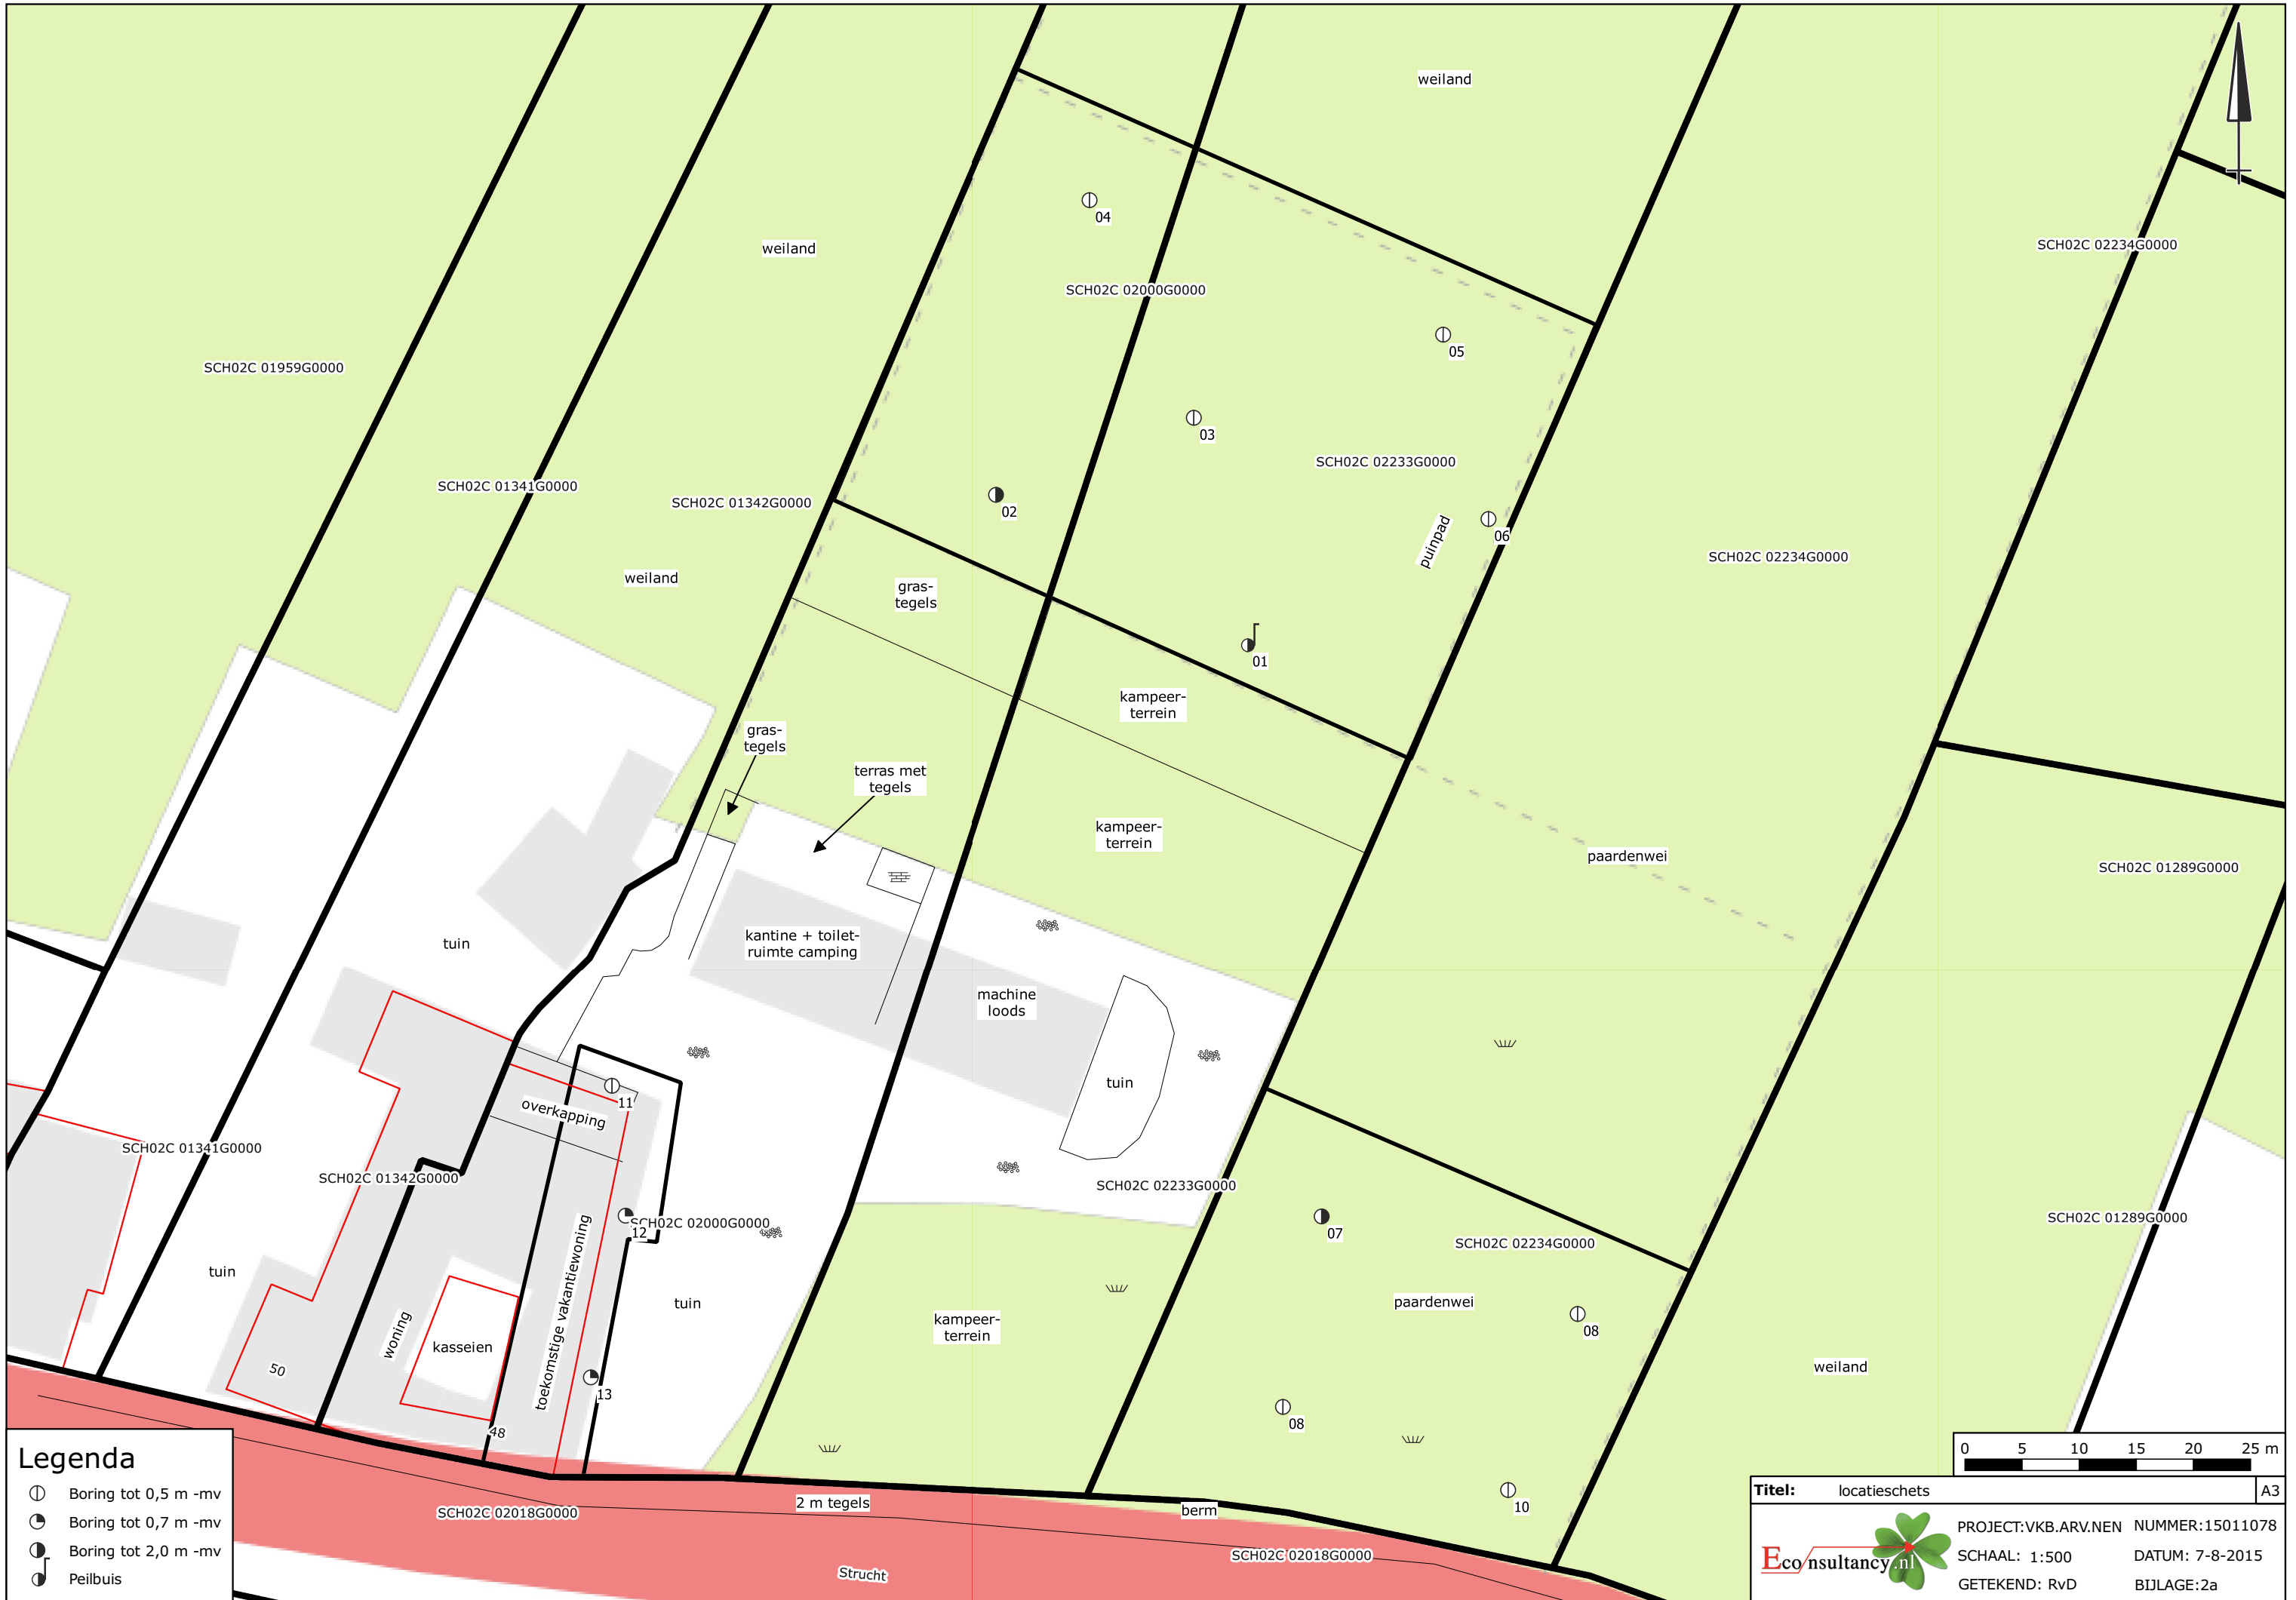 weiland
04
weiland
SCH02C 02234G0000
SCH02C 02000G0000
05
SCH02C 01959G0000
03
SCH02C 02233G0000
SCH02C 01341G0000
SCH02C 01342G0000
02
06
puinpad
SCH02C 02234G0000
weiland
gras-
tegels
01
kampeer-
terrein
gras-
tegels
terras met
tegels
kampeer-
terrein
paardenwei
SCH02C 01289G0000
tuin
kantine + toilet-
ruimte camping
machine
loods
tuin
11
overkapping
SCH02C 01341G0000
SCH02C 01342G0000
SCH02C 02233G0000
SCH02C 02000G0000
12
07
SCH02C 02234G0000
SCH02C 01289G0000
tuin
toekomstige vakantiewoning
tuin
woning
kasseien
kampeer-
terrein
paardenwei
08
weiland
50
13
48
08
10
2 m tegels
berm
SCH02C 02018G0000
SCH02C 02018G0000
Strucht
Legenda
Boring tot 0,5 m -mv
Boring tot 0,7 m -mv
Boring tot 2,0 m -mv
Peilbuis
0 5 10 15 20 25 m
Titel: locatieschets A3
Econsultancy.nl
PROJECT:VKB.ARV.NEN NUMMER:15011078
SCHAAL: 1:500 DATUM: 7-8-2015
GETEKEND: RvD BIJLAGE:2a